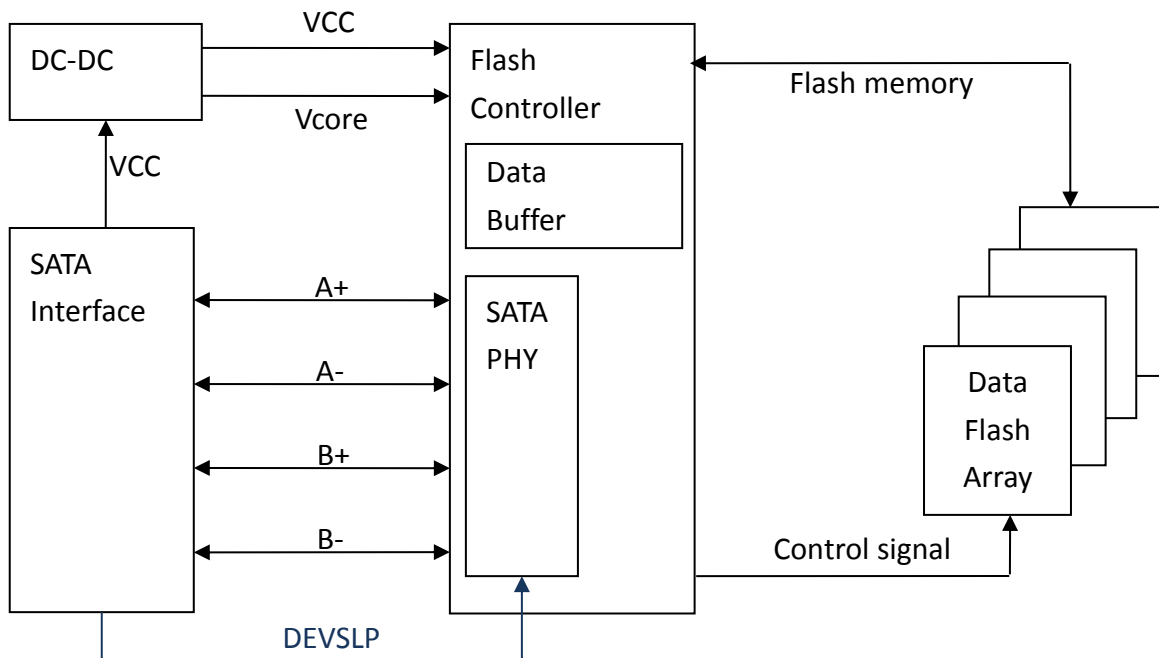 VCC
DC-DC
Vcore
VCC
Flash
Controller
Flash memory
Data
Buffer
SATA
Interface
A+
A-
B+
B-
SATA
PHY
Data
Flash
Array
Control signal
DEVSLP